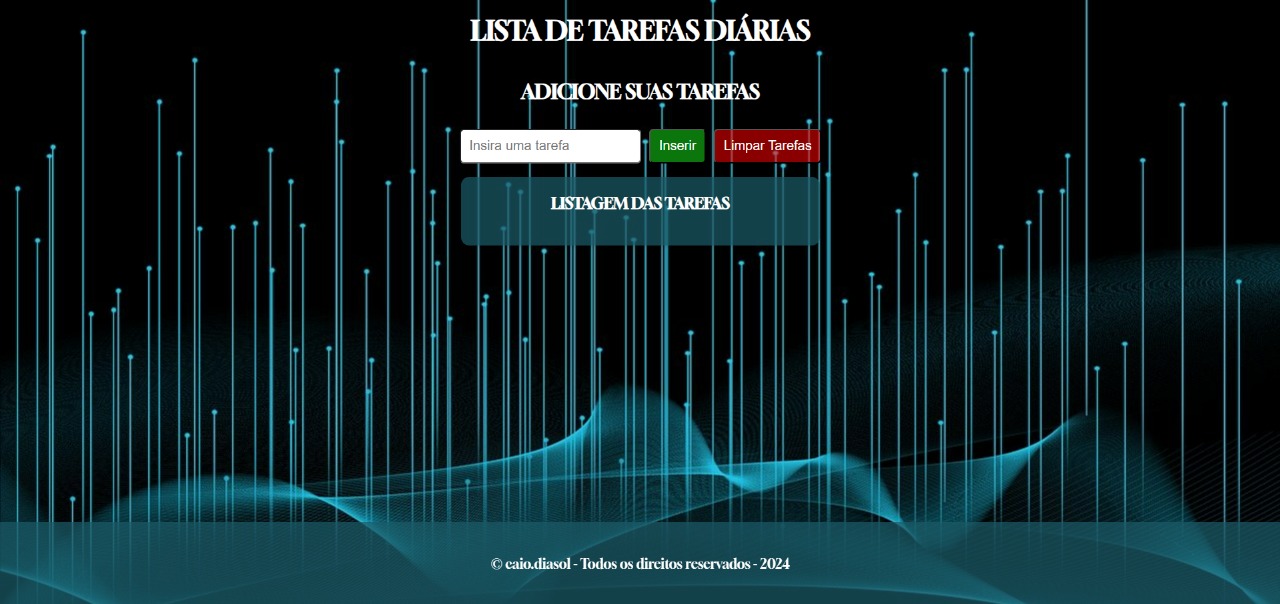 LISTA DE TAREFAS DIÁRIAS
ADICIONE SUAS TAREFAS
Insira uma tarefa Inserir Limpar Tarefas
LISTAGEM DAS TAREFAS
© caio.diasol - Todos os direitos reservados - 2024